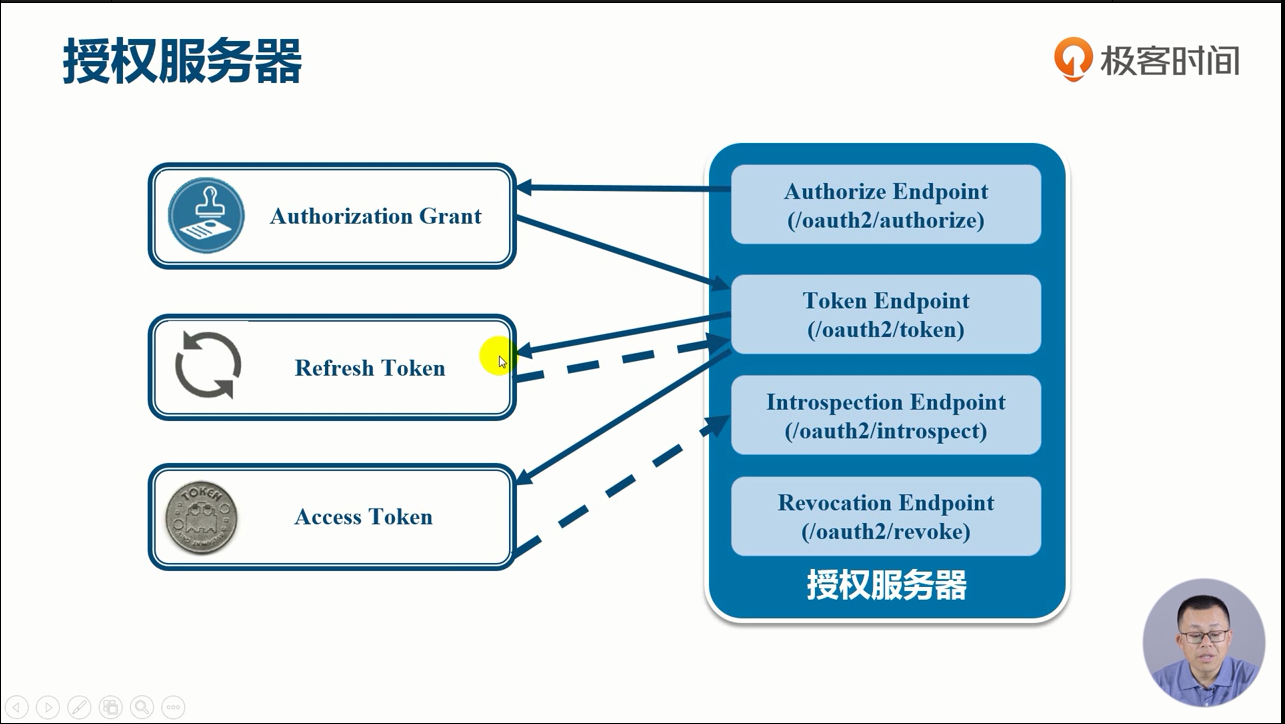 授权服务器
极客时间
Authorization Grant
Refresh Token
TOKEN
Access Token
Authorize Endpoint
(/oauth2/authorize)
Token Endpoint
(/oauth2/token)
Introspection Endpoint
(/oauth2/introspect)
Revocation Endpoint
(/oauth2/revoke)
授权服务器